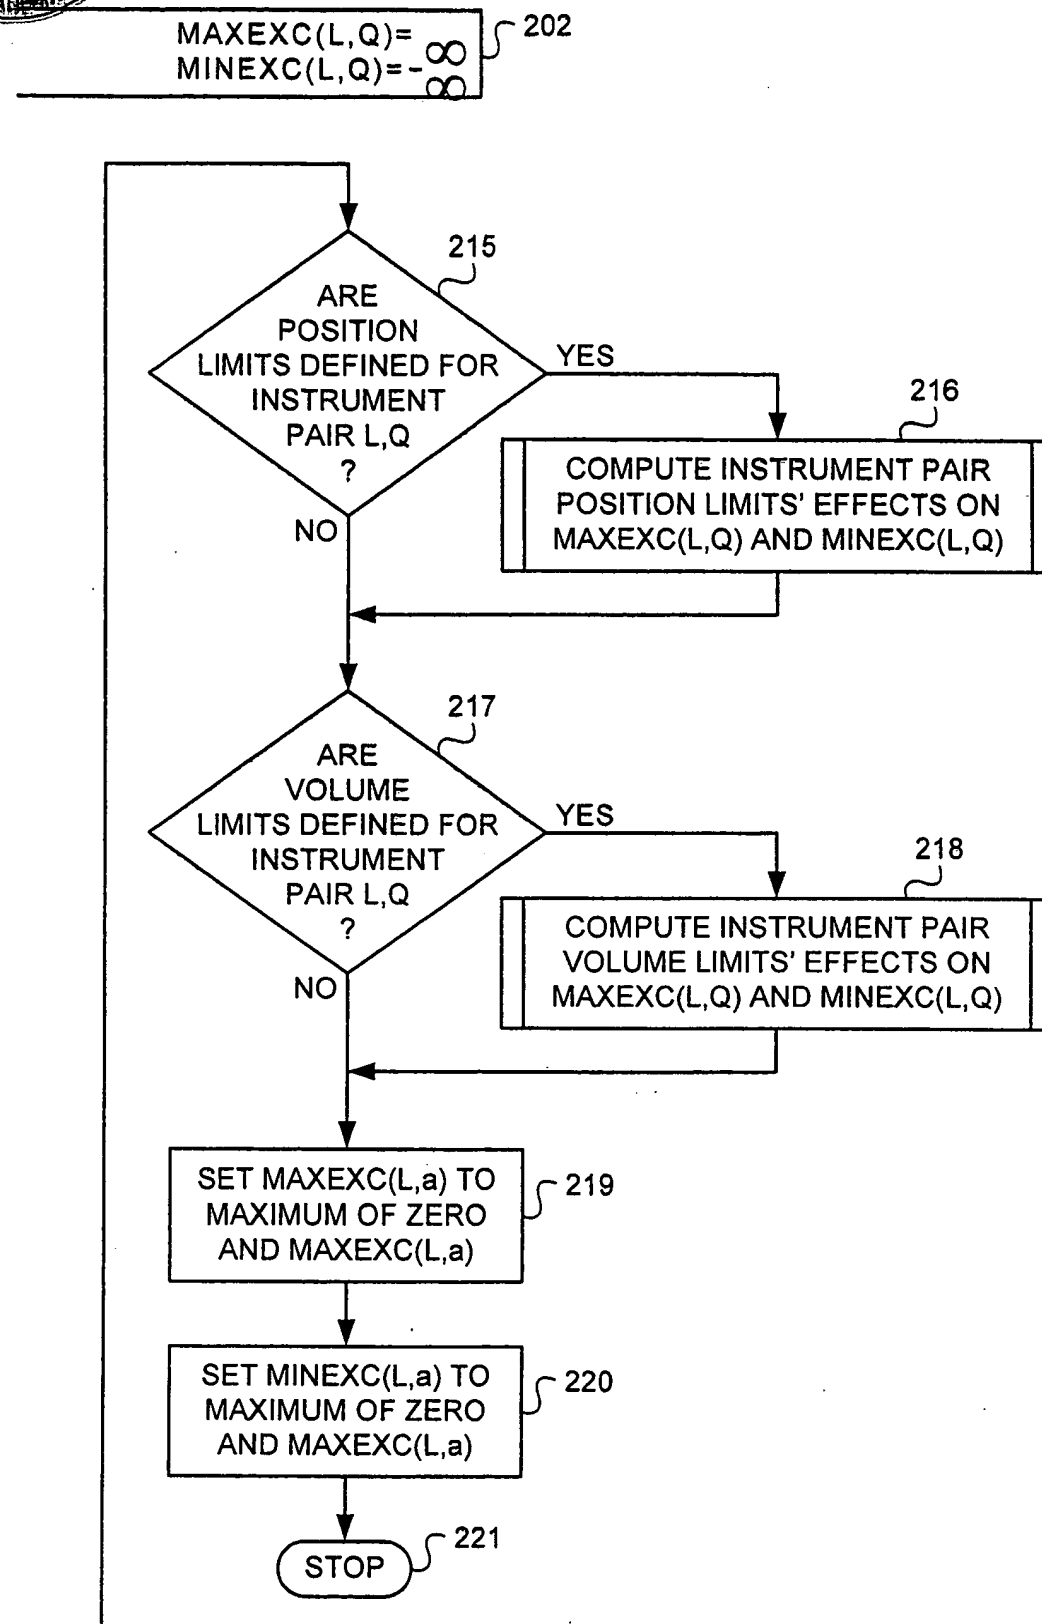 MAXEXC(L,Q)=∞
MINEXC(L,Q)=-∞
202
215
ARE
POSITION
LIMITS DEFINED FOR
INSTRUMENT
PAIR L,Q
?
YES
NO
216
COMPUTE INSTRUMENT PAIR
POSITION LIMITS' EFFECTS ON
MAXEXC(L,Q) AND MINEXC(L,Q)
217
ARE
VOLUME
LIMITS DEFINED FOR
INSTRUMENT
PAIR L,Q
?
YES
NO
218
COMPUTE INSTRUMENT PAIR
VOLUME LIMITS' EFFECTS ON
MAXEXC(L,Q) AND MINEXC(L,Q)
SET MAXEXC(L,a) TO
MAXIMUM OF ZERO
AND MAXEXC(L,a)
219
SET MINEXC(L,a) TO
MAXIMUM OF ZERO
AND MAXEXC(L,a)
220
STOP
221